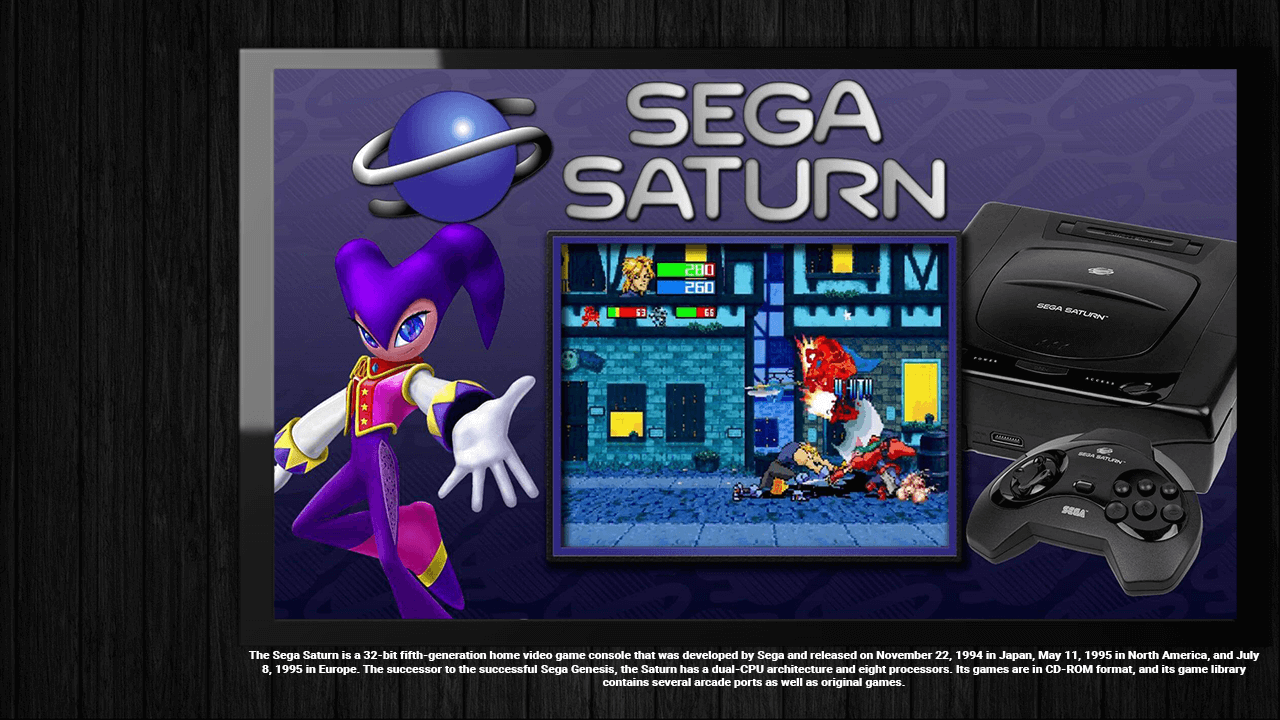 SEGA
SATURN
280
260
63
66
SEGA SATURN™
POWER
ACCESS
SEGA SATURN™
SEGA
The Sega Saturn is a 32-bit fifth-generation home video game console that was developed by Sega and released on November 22, 1994 in Japan, May 11, 1995 in North America, and July
8, 1995 in Europe. The successor to the successful Sega Genesis, the Saturn has a dual-CPU architecture and eight processors. Its games are in CD-ROM format, and its game library
contains several arcade ports as well as original games.